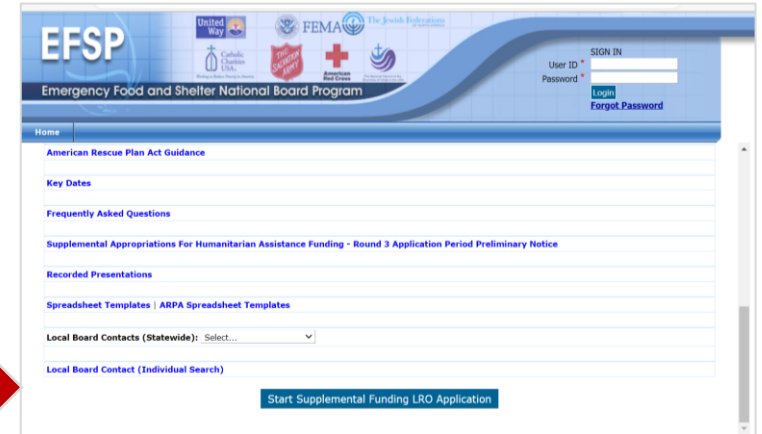 EFSP
United
Way
FEMA
The Jewish Federations
Catholic
Charities
USA.
THE
SALVATION
ARMY
American
Red Cross
Emergency Food and Shelter National Board Program
SIGN IN
User ID *
Password *
Login
Forgot Password
Home
American Rescue Plan Act Guidance
Key Dates
Frequently Asked Questions
Supplemental Appropriations For Humanitarian Assistance Funding - Round 3 Application Period Preliminary Notice
Recorded Presentations
Spreadsheet Templates | ARPA Spreadsheet Templates
Local Board Contacts (Statewide): Select...
Local Board Contact (Individual Search)
Start Supplemental Funding LRO Application